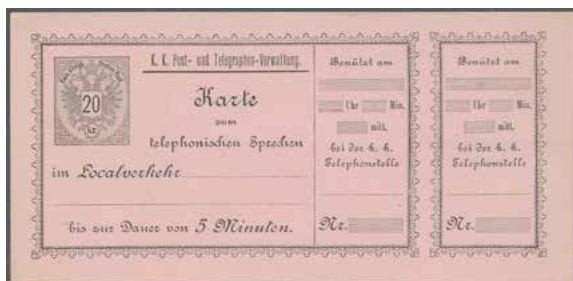 K. K. Post- und Telegraphen-Verwaltung.
20
kr.
Karte
zum
telephonischen Sprechen
im Localverkehr
bis zur Dauer von 5 Minuten.
Benützt am
Uhr Min.
mitt.
bei der k. k.
Telephonstelle
Nr.
Benützt am
Uhr Min.
mitt.
bei der k. k.
Telephonstelle
Nr.